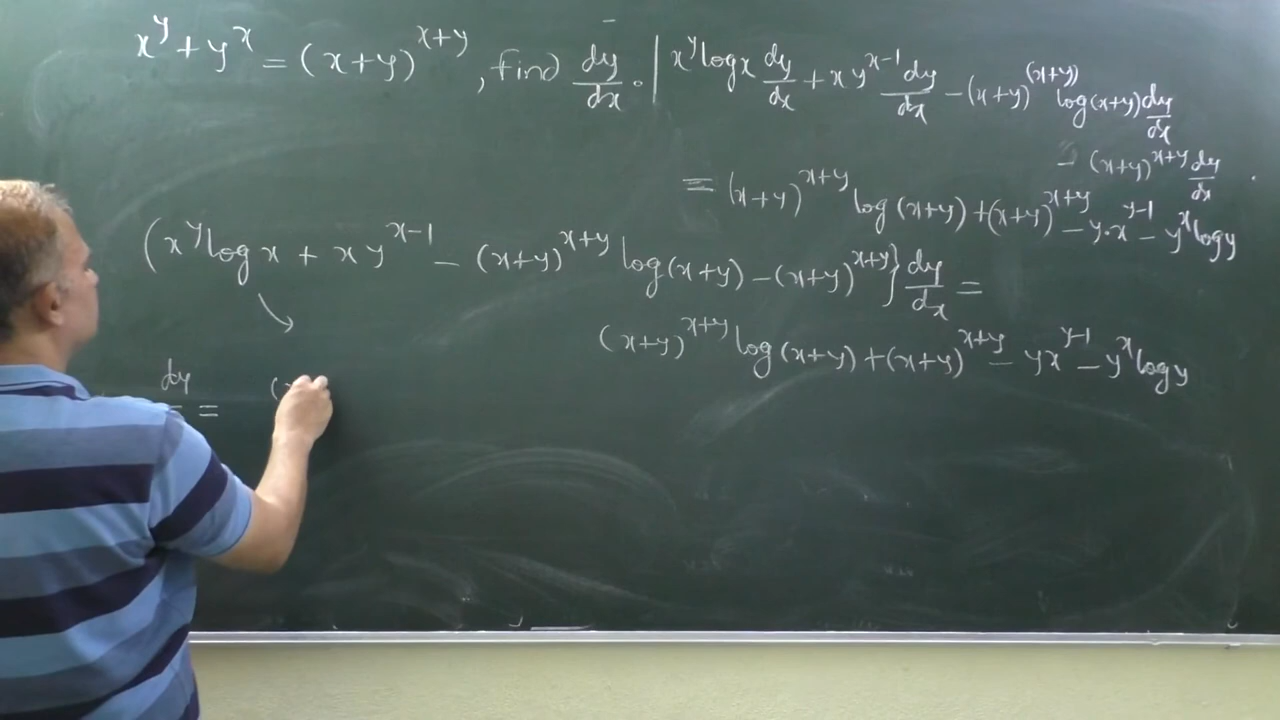 x^y + y^x = (x+y)^{x+y}, find dy/dx.
x^y log x dy/dx + x y^{x-1} dy/dx - (x+y)^{(x+y)} log(x+y) dy/dx
- (x+y)^{x+y} dy/dx.
= (x+y)^{x+y} log(x+y) + (x+y)^{x+y} - y·x^{y-1} - y^x log y
(x^y log x + x y^{x-1} - (x+y)^{x+y} log(x+y) - (x+y)^{x+y}} dy/dx =
(x+y)^{x+y} log(x+y) + (x+y)^{x+y} - y x^{y-1} - y^x log y
dy = (